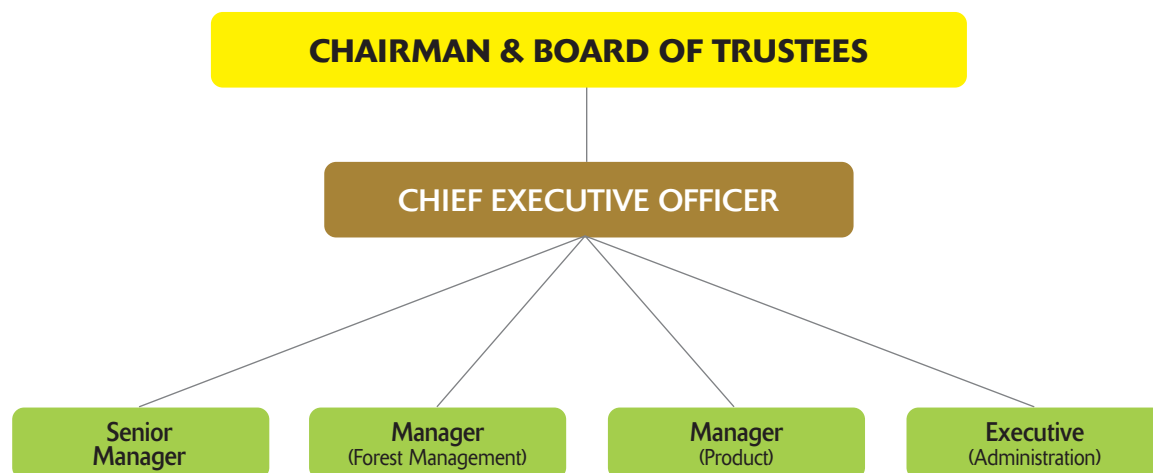 CHAIRMAN & BOARD OF TRUSTEES
CHIEF EXECUTIVE OFFICER
Senior
Manager
Manager
(Forest Management)
Manager
(Product)
Executive
(Administration)